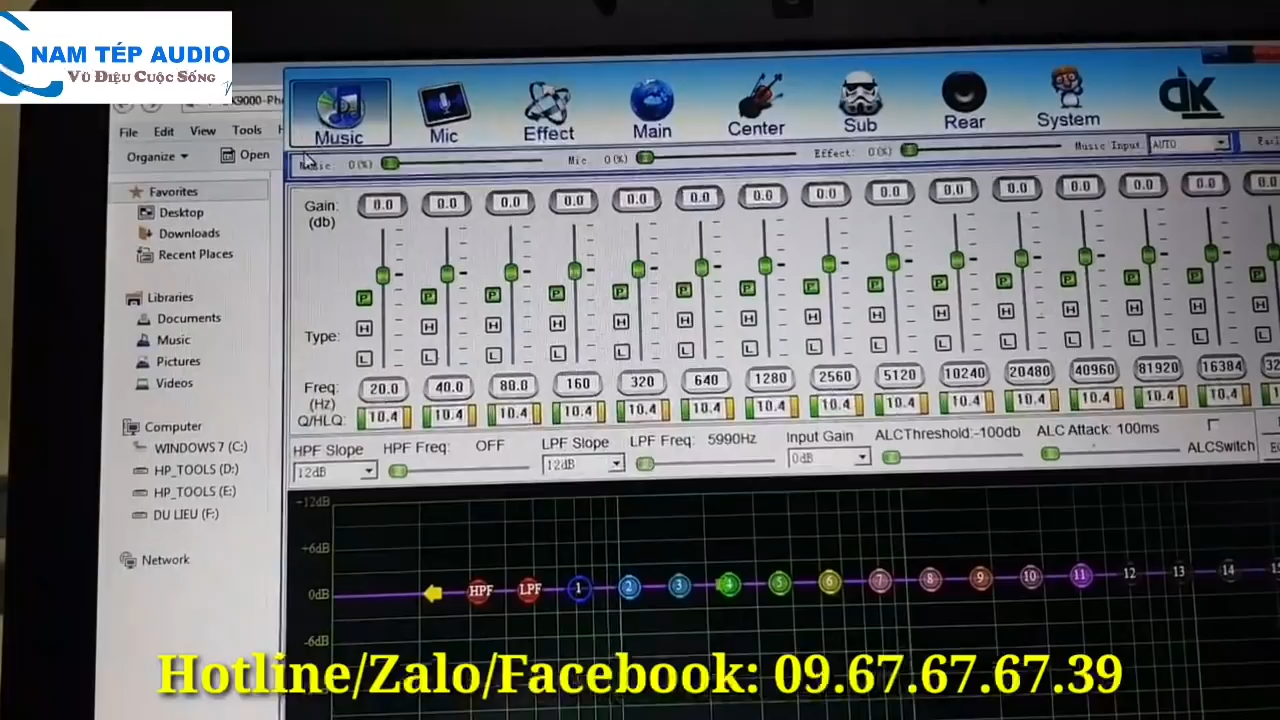 NAM TÉP AUDIO
Vũ Điệu Cuộc Sống
K9000-Ph
File Edit View Tools
Organize Open
Favorites
Desktop
Downloads
Recent Places
Libraries
Documents
Music
Pictures
Videos
Computer
WINDOWS 7 (C:)
HP_TOOLS (D:)
HP_TOOLS (E:)
DU LIEU (F:)
Network
Music Mic Effect Main Center Sub Rear System DK
0(%) Mic: 0(%) Effect: 0(%) Music Input: AUTO
Gain: (db) 0.0 0.0 0.0 0.0 0.0 0.0 0.0 0.0 0.0 0.0 0.0 0.0 0.0 0.0 0.0
P P P P P P P P P P P P P P P
Type: H H H H H H H H H H H H H H H
L L L L L L L L L L L L L L L
Freq: (Hz) 20.0 40.0 80.0 160 320 640 1280 2560 5120 10240 20480 40960 81920 16384 32
Q/HLQ: 10.4 10.4 10.4 10.4 10.4 10.4 10.4 10.4 10.4 10.4 10.4 10.4 10.4 10.4
HPF Slope HPF Freq: OFF LPF Slope LPF Freq: 5990Hz Input Gain ALCThreshold:-100db ALC Attack: 100ms
12dB 12dB 0dB ALCSwitch
+12dB
+6dB
0dB HPF LPF 1 2 3 4 5 6 7 8 9 10 11 12 13 14 15
-6dB
Hotline/Zalo/Facebook: 09.67.67.67.39